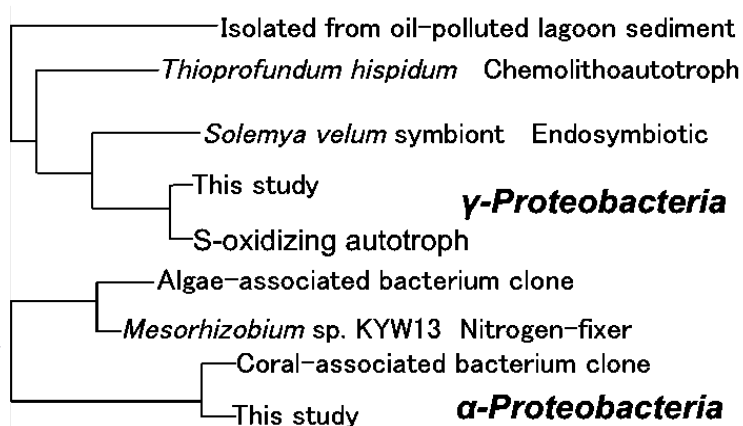 Isolated from oil-polluted lagoon sediment
Thioprofundum hispidum Chemolithoautotroph
Solemya velum symbiont Endosymbiotic
This study
γ-Proteobacteria
S-oxidizing autotroph
Algae-associated bacterium clone
Mesorhizobium sp. KYW13 Nitrogen-fixer
Coral-associated bacterium clone
This study
α-Proteobacteria